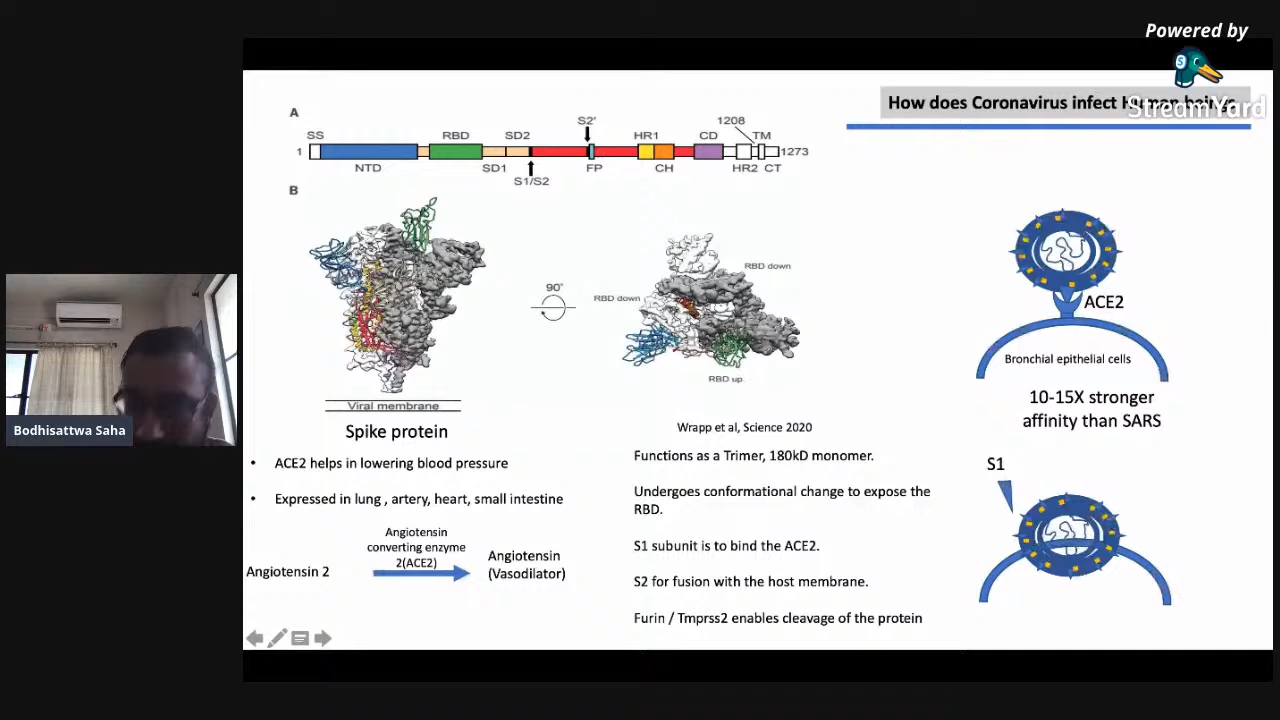 Powered by
StreamYard
How does Coronavirus infect Human beings
A
S2'
1208
SS
RBD
SD2
HR1
CD
TM
1
1273
NTD
SD1
FP
CH
HR2
CT
S1/S2
B
90°
RBD down
RBD down
RBD up
Viral membrane
Spike protein
Wrapp et al, Science 2020
ACE2
Bronchial epithelial cells
10-15X stronger
affinity than SARS
S1
Bodhisattwa Saha
• ACE2 helps in lowering blood pressure
• Expressed in lung , artery, heart, small intestine
Angiotensin 2
Angiotensin
converting enzyme
2(ACE2)
Angiotensin
(Vasodilator)
Functions as a Trimer, 180kD monomer.
Undergoes conformational change to expose the
RBD.
S1 subunit is to bind the ACE2.
S2 for fusion with the host membrane.
Furin / Tmprss2 enables cleavage of the protein